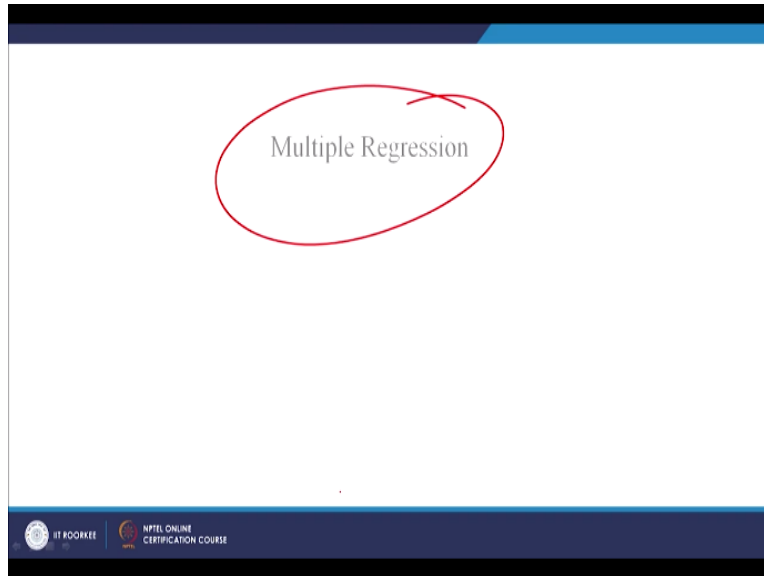 Multiple Regression
IIT ROORKEE
NPTEL ONLINE
CERTIFICATION COURSE